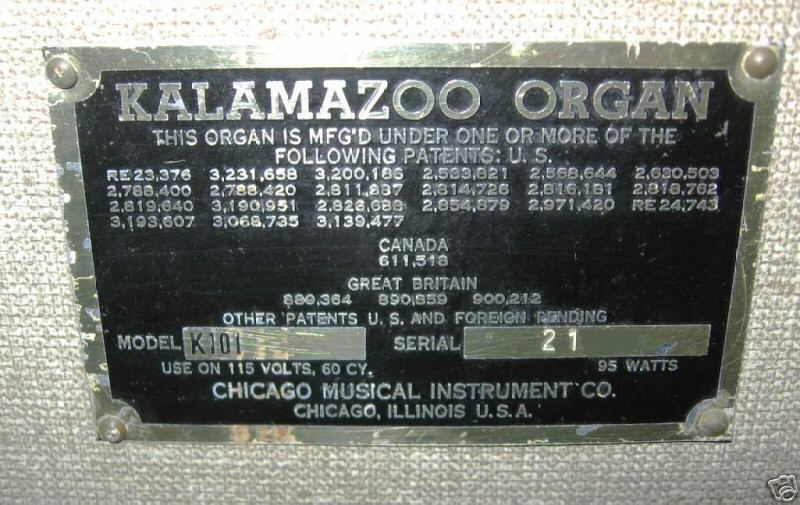 KALAMAZOO ORGAN
THIS ORGAN IS MFG'D UNDER ONE OR MORE OF THE
FOLLOWING PATENTS: U. S.
RE 23,376 3,231,658 3,200,186 2,583,821 2,568,644 2,630,503
2,788,400 2,788,420 2,811,837 2,814,726 2,816,181 2,818,762
2,819,640 3,190,951 2,826,688 2,854,879 2,971,420 RE 24,743
3,193,607 3,068,735 3,139,477
CANADA
611,518
GREAT BRITAIN
880,364 890,859 900,212
OTHER PATENTS U. S. AND FOREIGN PENDING
MODEL K101 SERIAL 21
USE ON 115 VOLTS, 60 CY. 95 WATTS
CHICAGO MUSICAL INSTRUMENT CO.
CHICAGO, ILLINOIS U.S.A.